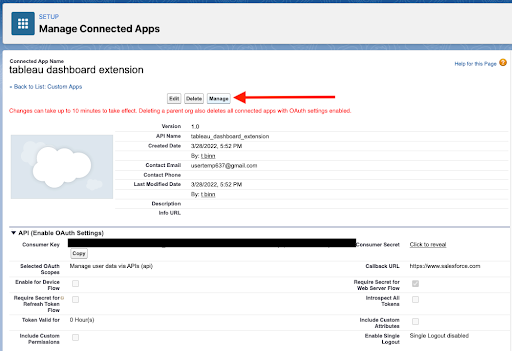 SETUP
Manage Connected Apps
Connected App Name
tableau dashboard extension
Help for this Page
« Back to List: Custom Apps
Edit Delete Manage
Changes can take up to 10 minutes to take effect. Deleting a parent org also deletes all connected apps with OAuth settings enabled.
Version 1.0
API Name tableau_dashboard_extension
Created Date 3/28/2022, 5:52 PM
By: t binn
Contact Email usertemp637@gmail.com
Contact Phone
Last Modified Date 3/28/2022, 5:52 PM
By: t binn
Description
Info URL
API (Enable OAuth Settings)
Consumer Key Consumer Secret Click to reveal
Copy
Selected OAuth Scopes Manage user data via APIs (api) Callback URL https://www.salesforce.com
Enable for Device Flow Require Secret for Web Server Flow
Require Secret for Refresh Token Flow Introspect All Tokens
Token Valid for 0 Hour(s) Include Custom Attributes
Include Custom Permissions Enable Single Logout Single Logout disabled